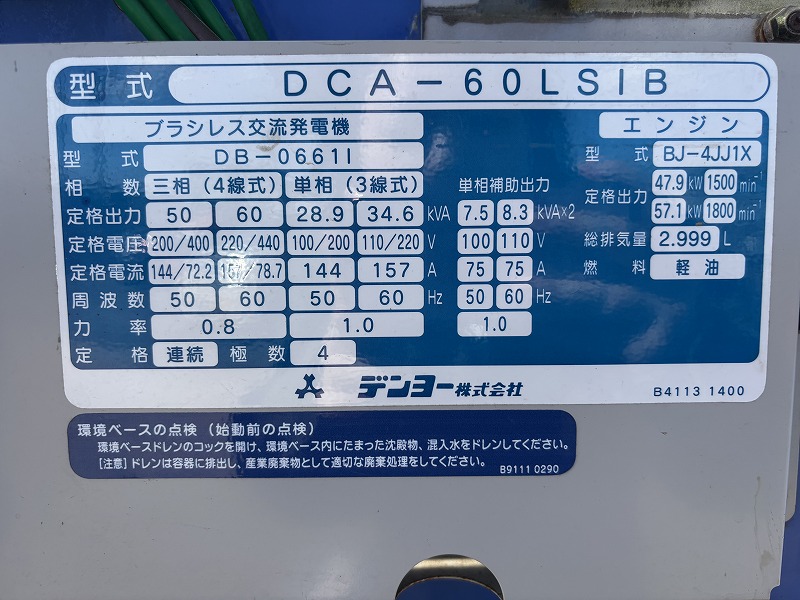 型式 DCA-60LSIB
ブラシレス交流発電機 エンジン
型式 DB-0661I 型式 BJ-4JJ1X
相数 三相(4線式) 単相(3線式) 単相補助出力 定格出力 47.9 kW 1500 min⁻¹
定格出力 50 60 28.9 34.6 kVA 7.5 8.3 kVA×2 57.1 kW 1800 min⁻¹
定格電圧 200/400 220/440 100/200 110/220 V 100 110 V 総排気量 2.999 L
定格電流 144/72.2 157/78.7 144 157 A 75 75 A 燃料 軽油
周波数 50 60 50 60 Hz 50 60 Hz
力率 0.8 1.0 1.0
定格 連続 極数 4
デンヨー株式会社 B4113 1400
環境ベースの点検(始動前の点検)
環境ベースドレンのコックを開け、環境ベース内にたまった沈殿物、混入水をドレンしてください。
[注意]ドレンは容器に排出し、産業廃棄物として適切な廃棄処理をしてください。 B9111 0290